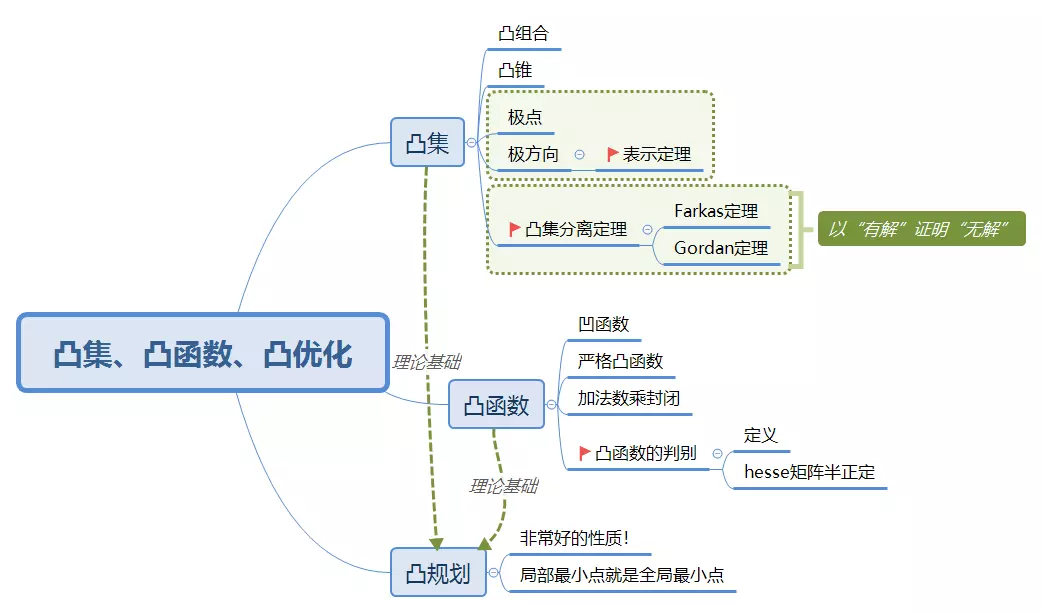 凸组合
凸锥
极点
凸集
极方向
表示定理
Farkas定理
凸集分离定理
以“有解”证明“无解”
Gordan定理
凹函数
凸集、凸函数、凸优化
理论基础
严格凸函数
加法数乘封闭
凸函数
定义
凸函数的判别
hesse矩阵半正定
理论基础
非常好的性质！
凸规划
局部最小点就是全局最小点